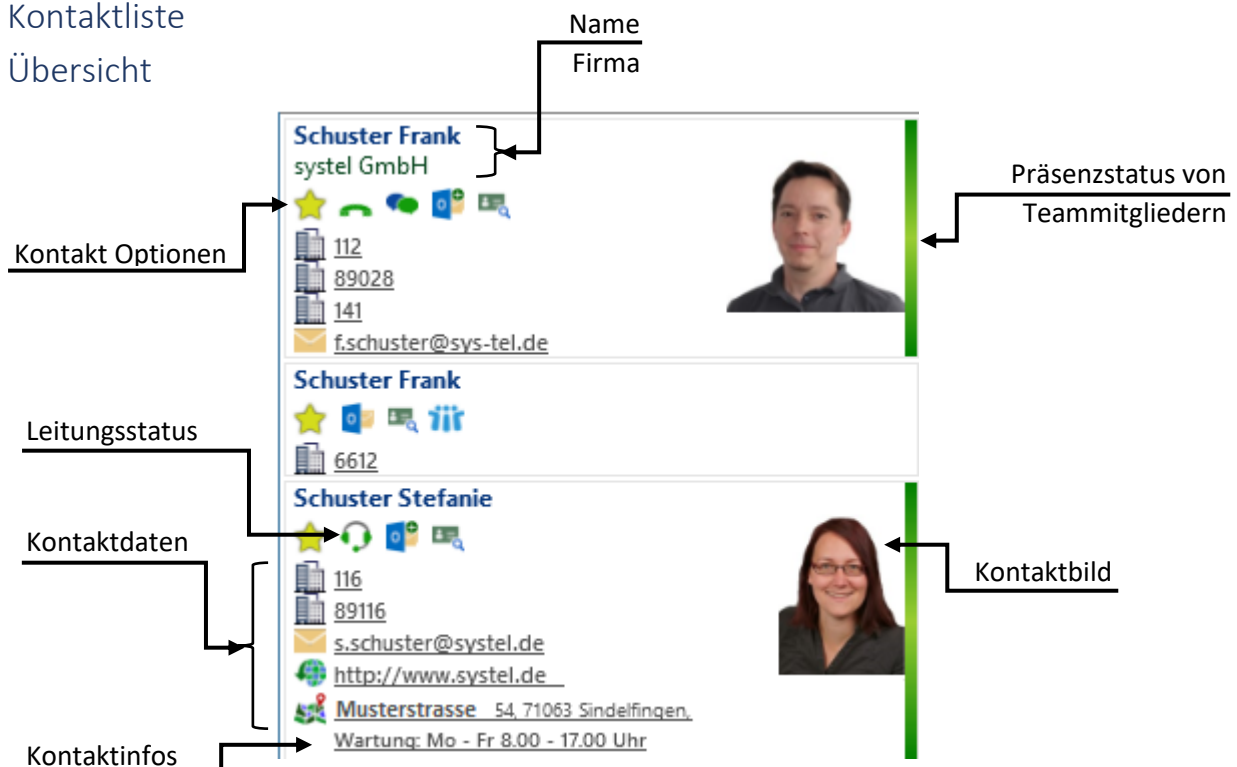 Kontaktliste
Übersicht
Name
Firma
Schuster Frank
systel GmbH
Präsenzstatus von
Teammitgliedern
Kontakt Optionen
112
89028
141
f.schuster@sys-tel.de
Schuster Frank
6612
Leitungsstatus
Schuster Stefanie
Kontaktdaten
Kontaktbild
116
89116
s.schuster@systel.de
http://www.systel.de
Musterstrasse 54, 71063 Sindelfingen,
Wartung: Mo - Fr 8.00 - 17.00 Uhr
Kontaktinfos